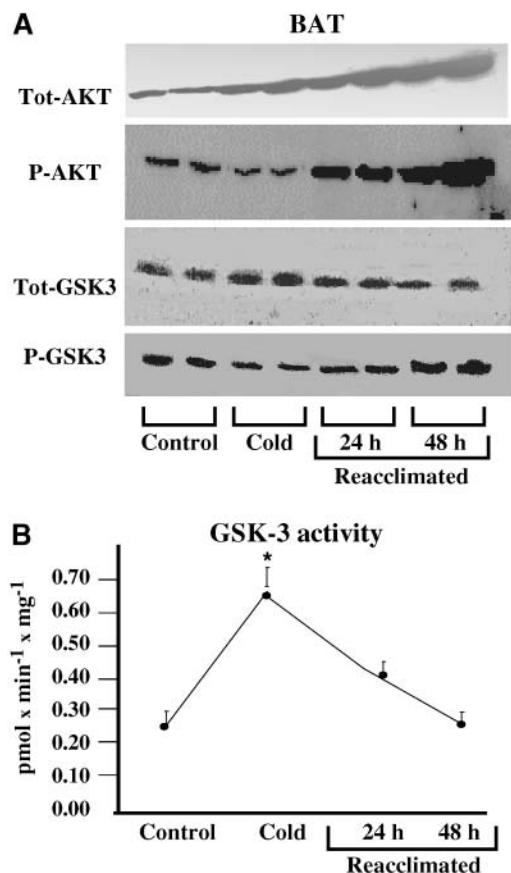 A
BAT
Tot-AKT
P-AKT
Tot-GSK3
P-GSK3
Control Cold 24 h 48 h
Reacclimated
B
GSK-3 activity
*
0.70
0.60
0.40
0.30
0.20
0.10
0.00
pmol x min⁻¹ x mg⁻¹
Control Cold 24 h 48 h
Reacclimated